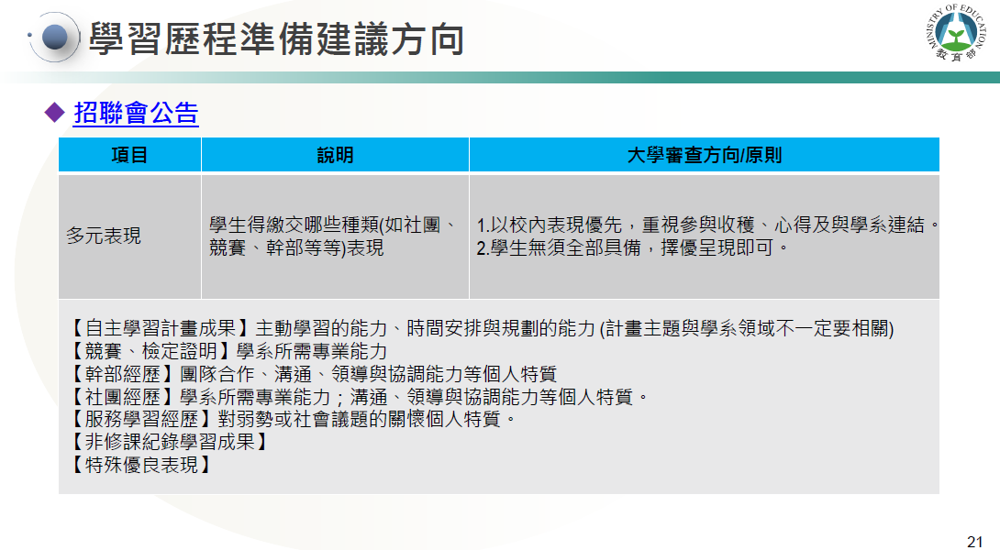 學習歷程準備建議方向
MINISTRY OF EDUCATION
教育部
招聯會公告
項目
說明
大學審查方向/原則
多元表現
學生得繳交哪些種類(如社團、
競賽、幹部等等)表現
1.以校內表現優先，重視參與收穫、心得及與學系連結。
2.學生無須全部具備，擇優呈現即可。
【自主學習計畫成果】主動學習的能力、時間安排與規劃的能力 (計畫主題與學系領域不一定要相關)
【競賽、檢定證明】學系所需專業能力
【幹部經歷】團隊合作、溝通、領導與協調能力等個人特質
【社團經歷】學系所需專業能力；溝通、領導與協調能力等個人特質。
【服務學習經歷】對弱勢或社會議題的關懷個人特質。
【非修課紀錄學習成果】
【特殊優良表現】
21